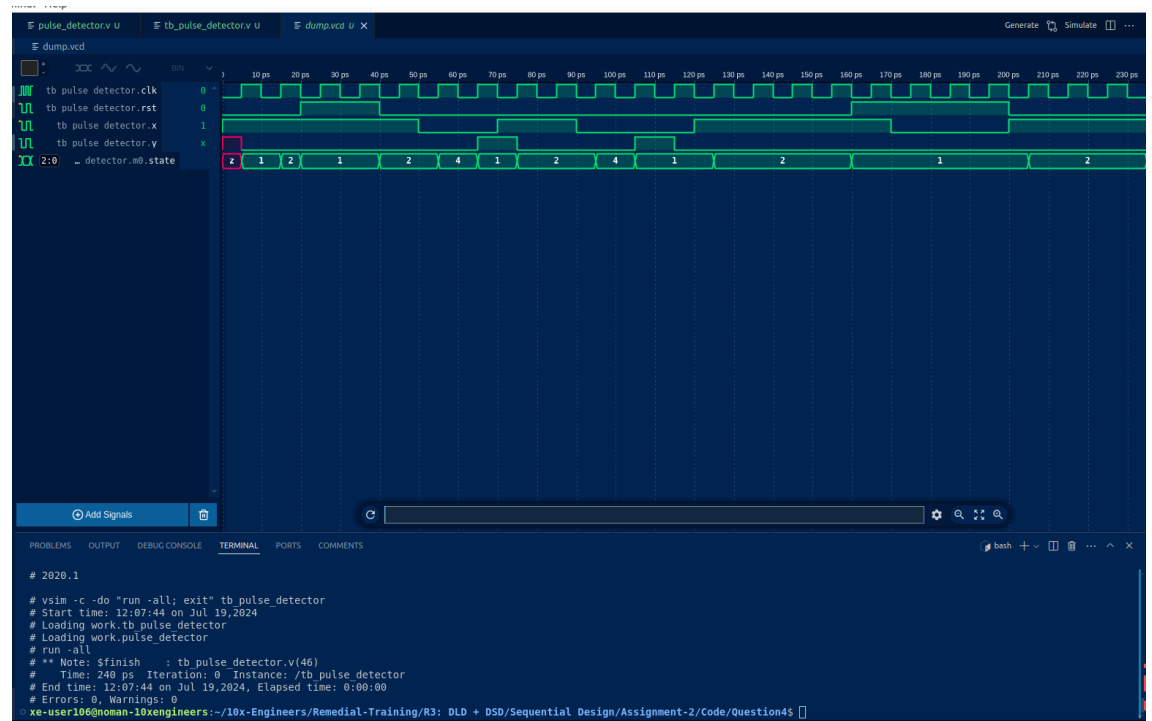 pulse_detector.v U tb_pulse_detector.v U dump.vcd U Generate Simulate
dump.vcd
BIN
10 ps 20 ps 30 ps 40 ps 50 ps 60 ps 70 ps 80 ps 90 ps 100 ps 110 ps 120 ps 130 ps 140 ps 150 ps 160 ps 170 ps 180 ps 190 ps 200 ps 210 ps 220 ps 230 ps
tb pulse detector.clk 0
tb pulse detector.rst 0
tb pulse detector.x 1
tb pulse detector.y x
2:0 … detector.m0.state z 1 2 1 2 4 1 2 4 1 2 1 2
Add Signals
PROBLEMS OUTPUT DEBUG CONSOLE TERMINAL PORTS COMMENTS bash
# 2020.1
# vsim -c -do "run -all; exit" tb_pulse_detector
# Start time: 12:07:44 on Jul 19,2024
# Loading work.tb_pulse_detector
# Loading work.pulse_detector
# run -all
# ** Note: $finish : tb_pulse_detector.v(46)
# Time: 240 ps Iteration: 0 Instance: /tb_pulse_detector
# End time: 12:07:44 on Jul 19,2024, Elapsed time: 0:00:00
# Errors: 0, Warnings: 0
xe-user106@noman-10xengineers:~/10x-Engineers/Remedial-Training/R3: DLD + DSD/Sequential Design/Assignment-2/Code/Question4$